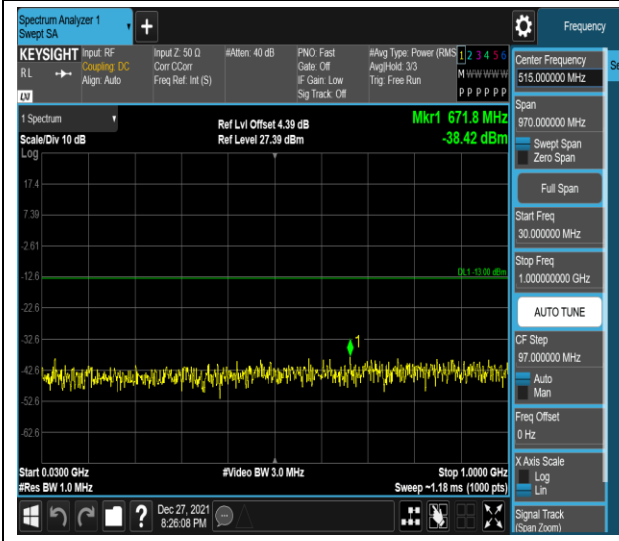 Spectrum Analyzer 1
Swept SA
+
Frequency
KEYSIGHT
RL
LXI
Input: RF
Coupling: DC
Align: Auto
Input Z: 50 Ω
Corr CCorr
Freq Ref: Int (S)
#Atten: 40 dB
PNO: Fast
Gate: Off
IF Gain: Low
Sig Track: Off
#Avg Type: Power (RMS
Avg|Hold: 3/3
Trig: Free Run
1 2 3 4 5 6
M W W W W W
P P P P P P
1 Spectrum
Scale/Div 10 dB
Log
Ref Lvl Offset 4.39 dB
Ref Level 27.39 dBm
Mkr1 671.8 MHz
-38.42 dBm
17.4
7.39
-2.61
-12.6
DL1 -13.00 dBm
-22.6
-32.6
1
-42.6
-52.6
-62.6
Start 0.0300 GHz
#Res BW 1.0 MHz
#Video BW 3.0 MHz
Stop 1.0000 GHz
Sweep ~1.18 ms (1000 pts)
?
Dec 27, 2021
8:26:08 PM
Center Frequency
515.000000 MHz
Se
Span
970.000000 MHz
Swept Span
Zero Span
Full Span
Start Freq
30.000000 MHz
Stop Freq
1.000000000 GHz
AUTO TUNE
CF Step
97.000000 MHz
Auto
Man
Freq Offset
0 Hz
X Axis Scale
Log
Lin
Signal Track
(Span Zoom)